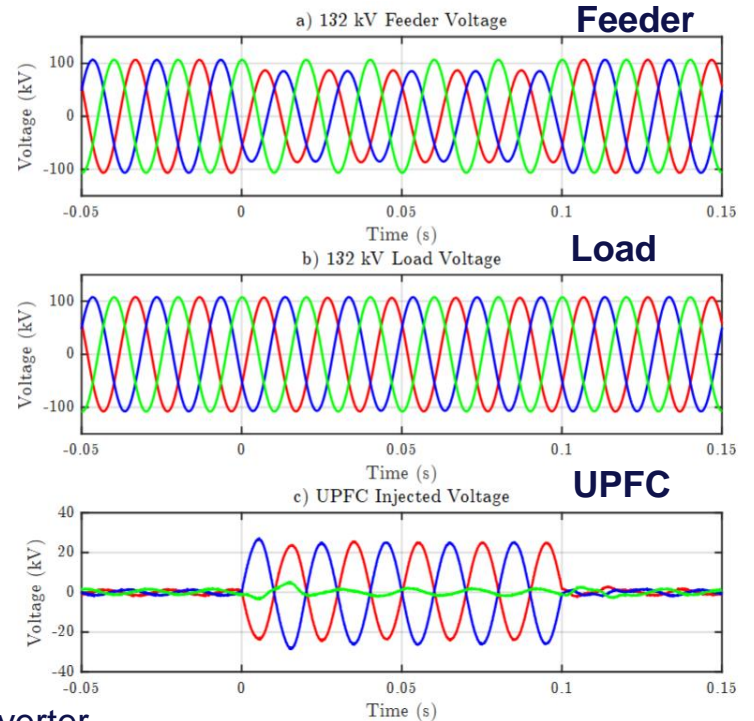 a) 132 kV Feeder Voltage
Feeder
Voltage (kV)
100
0
-100
-0.05 0 0.05 0.1 0.15
Time (s)
Load
b) 132 kV Load Voltage
Voltage (kV)
100
0
-100
-0.05 0 0.05 0.1 0.15
Time (s)
UPFC
c) UPFC Injected Voltage
Voltage (kV)
40
20
0
-20
-40
-0.05 0 0.05 0.1 0.15
Time (s)